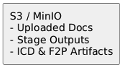 S3 / MinIO
- Uploaded Docs
- Stage Outputs
- ICD & F2P Artifacts